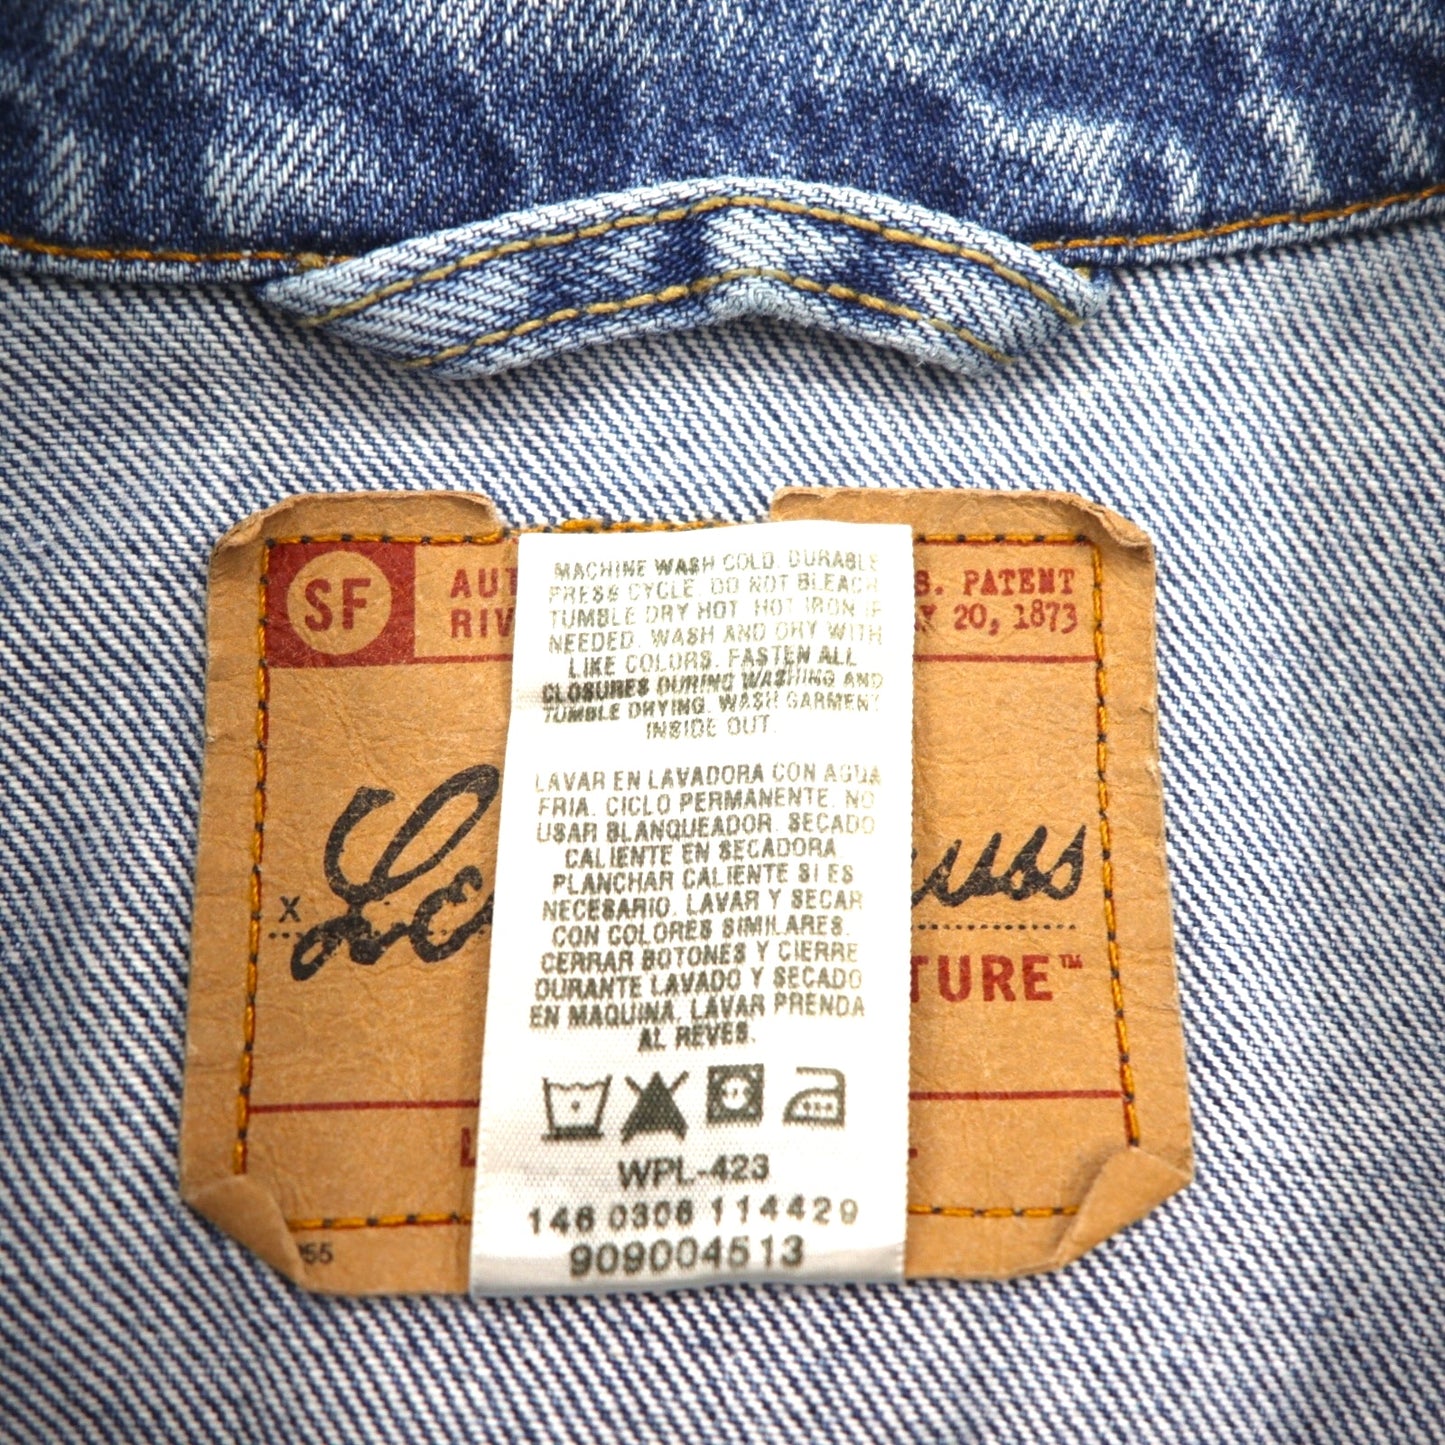 SF
AUT
RIV
S. PATENT
Y 20, 1873
MACHINE WASH COLD. DURABLE
PRESS CYCLE. DO NOT BLEACH
TUMBLE DRY HOT. HOT IRON IF
NEEDED. WASH AND DRY WITH
LIKE COLORS. FASTEN ALL
CLOSURES DURING WASHING AND
TUMBLE DRYING. WASH GARMENT
INSIDE OUT.
LAVAR EN LAVADORA CON AGUA
FRIA. CICLO PERMANENTE. NO
USAR BLANQUEADOR. SECADO
CALIENTE EN SECADORA.
PLANCHAR CALIENTE SI ES
NECESARIO. LAVAR Y SECAR
CON COLORES SIMILARES.
CERRAR BOTONES Y CIERRE
DURANTE LAVADO Y SECADO
EN MAQUINA. LAVAR PRENDA
AL REVES.
x Le auss
TURE™
WPL-423
146 0306 114429
909004513
55